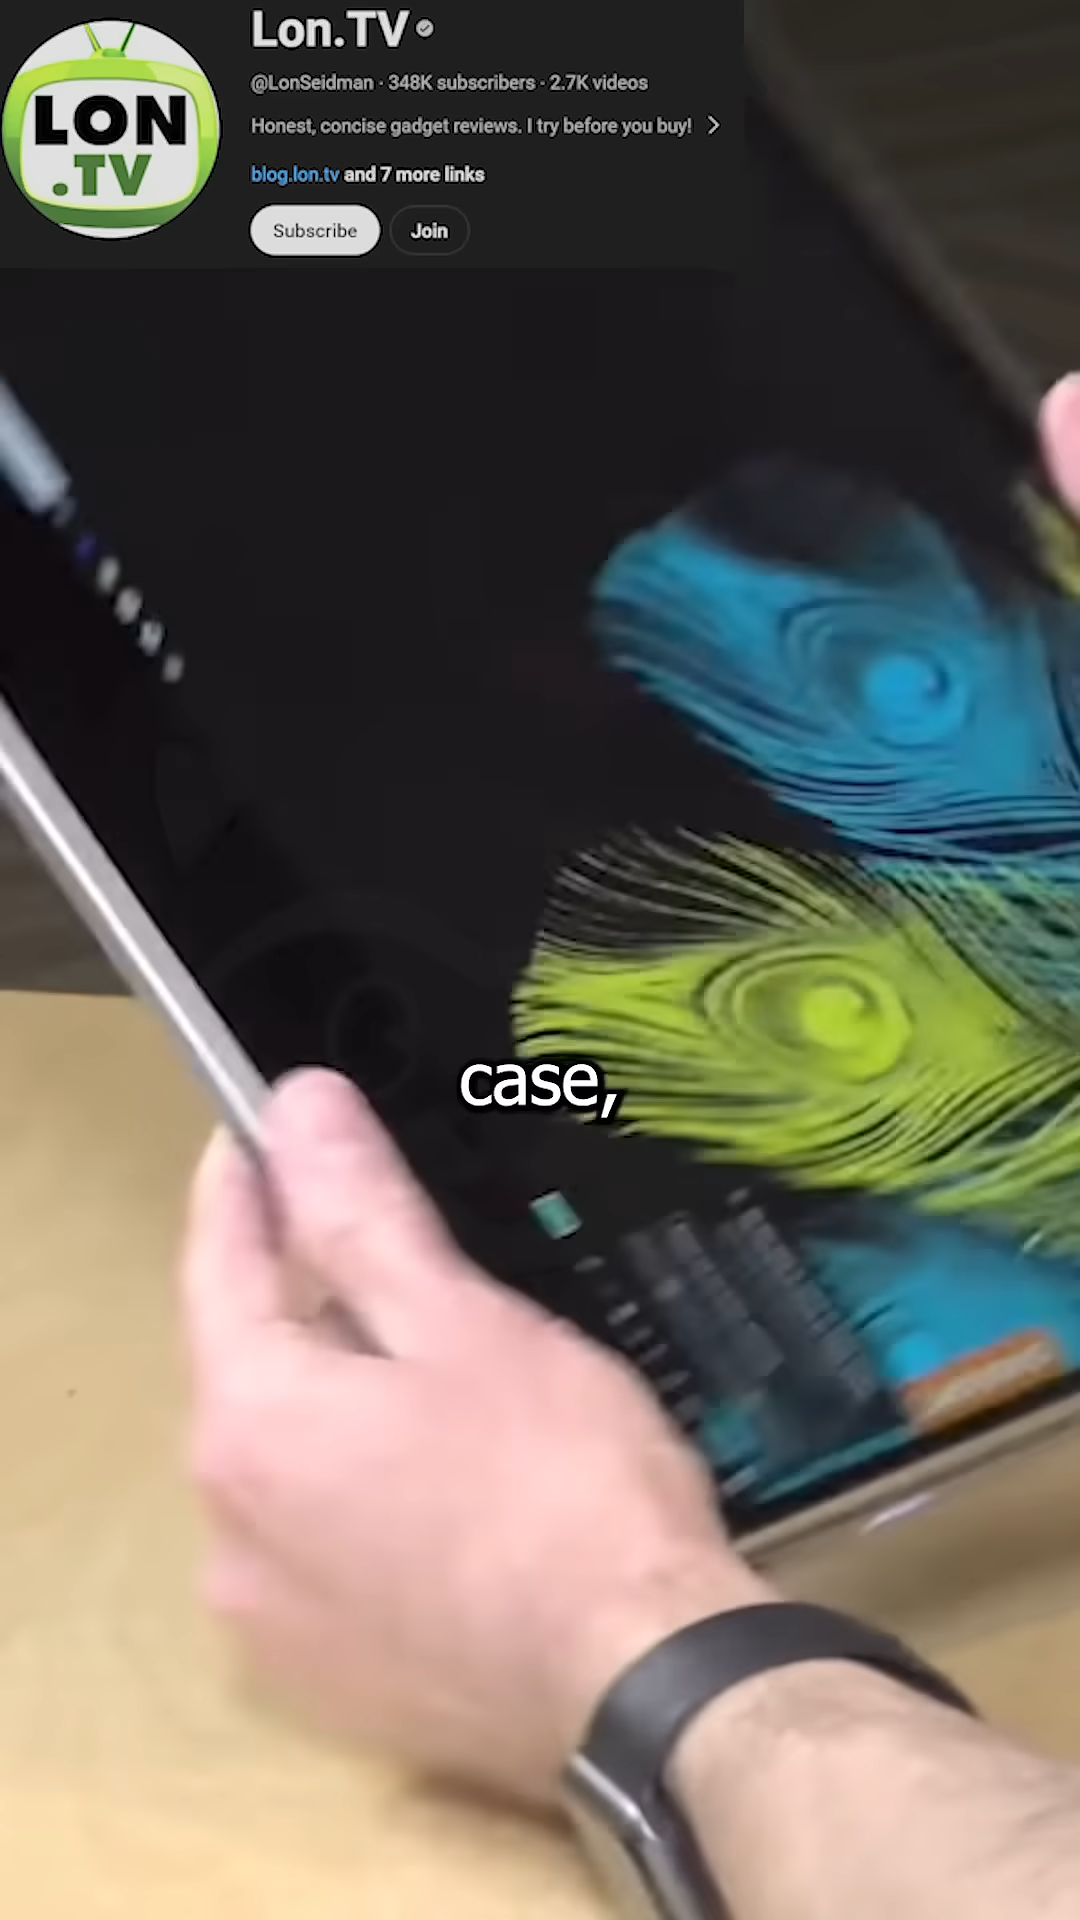 LON
.TV
Lon.TV
@LonSeidman · 348K subscribers · 2.7K videos
Honest, concise gadget reviews. I try before you buy!
blog.lon.tv and 7 more links
Subscribe
Join
case,